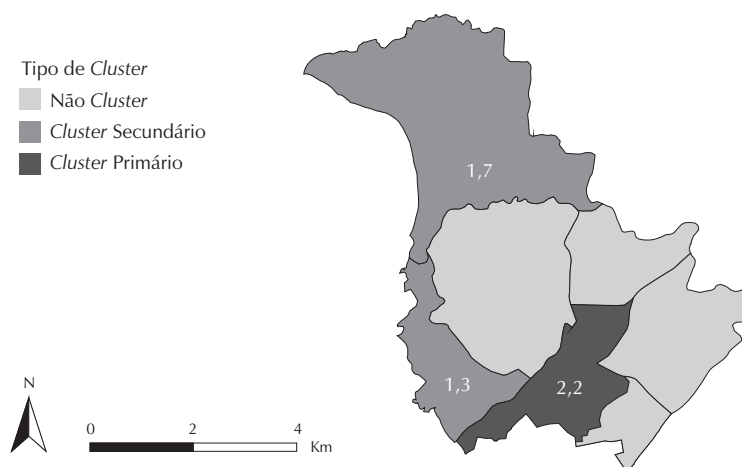 Tipo de Cluster
Não Cluster
Cluster Secundário
Cluster Primário
1,7
1,3
2,2
N
0 2 4
Km